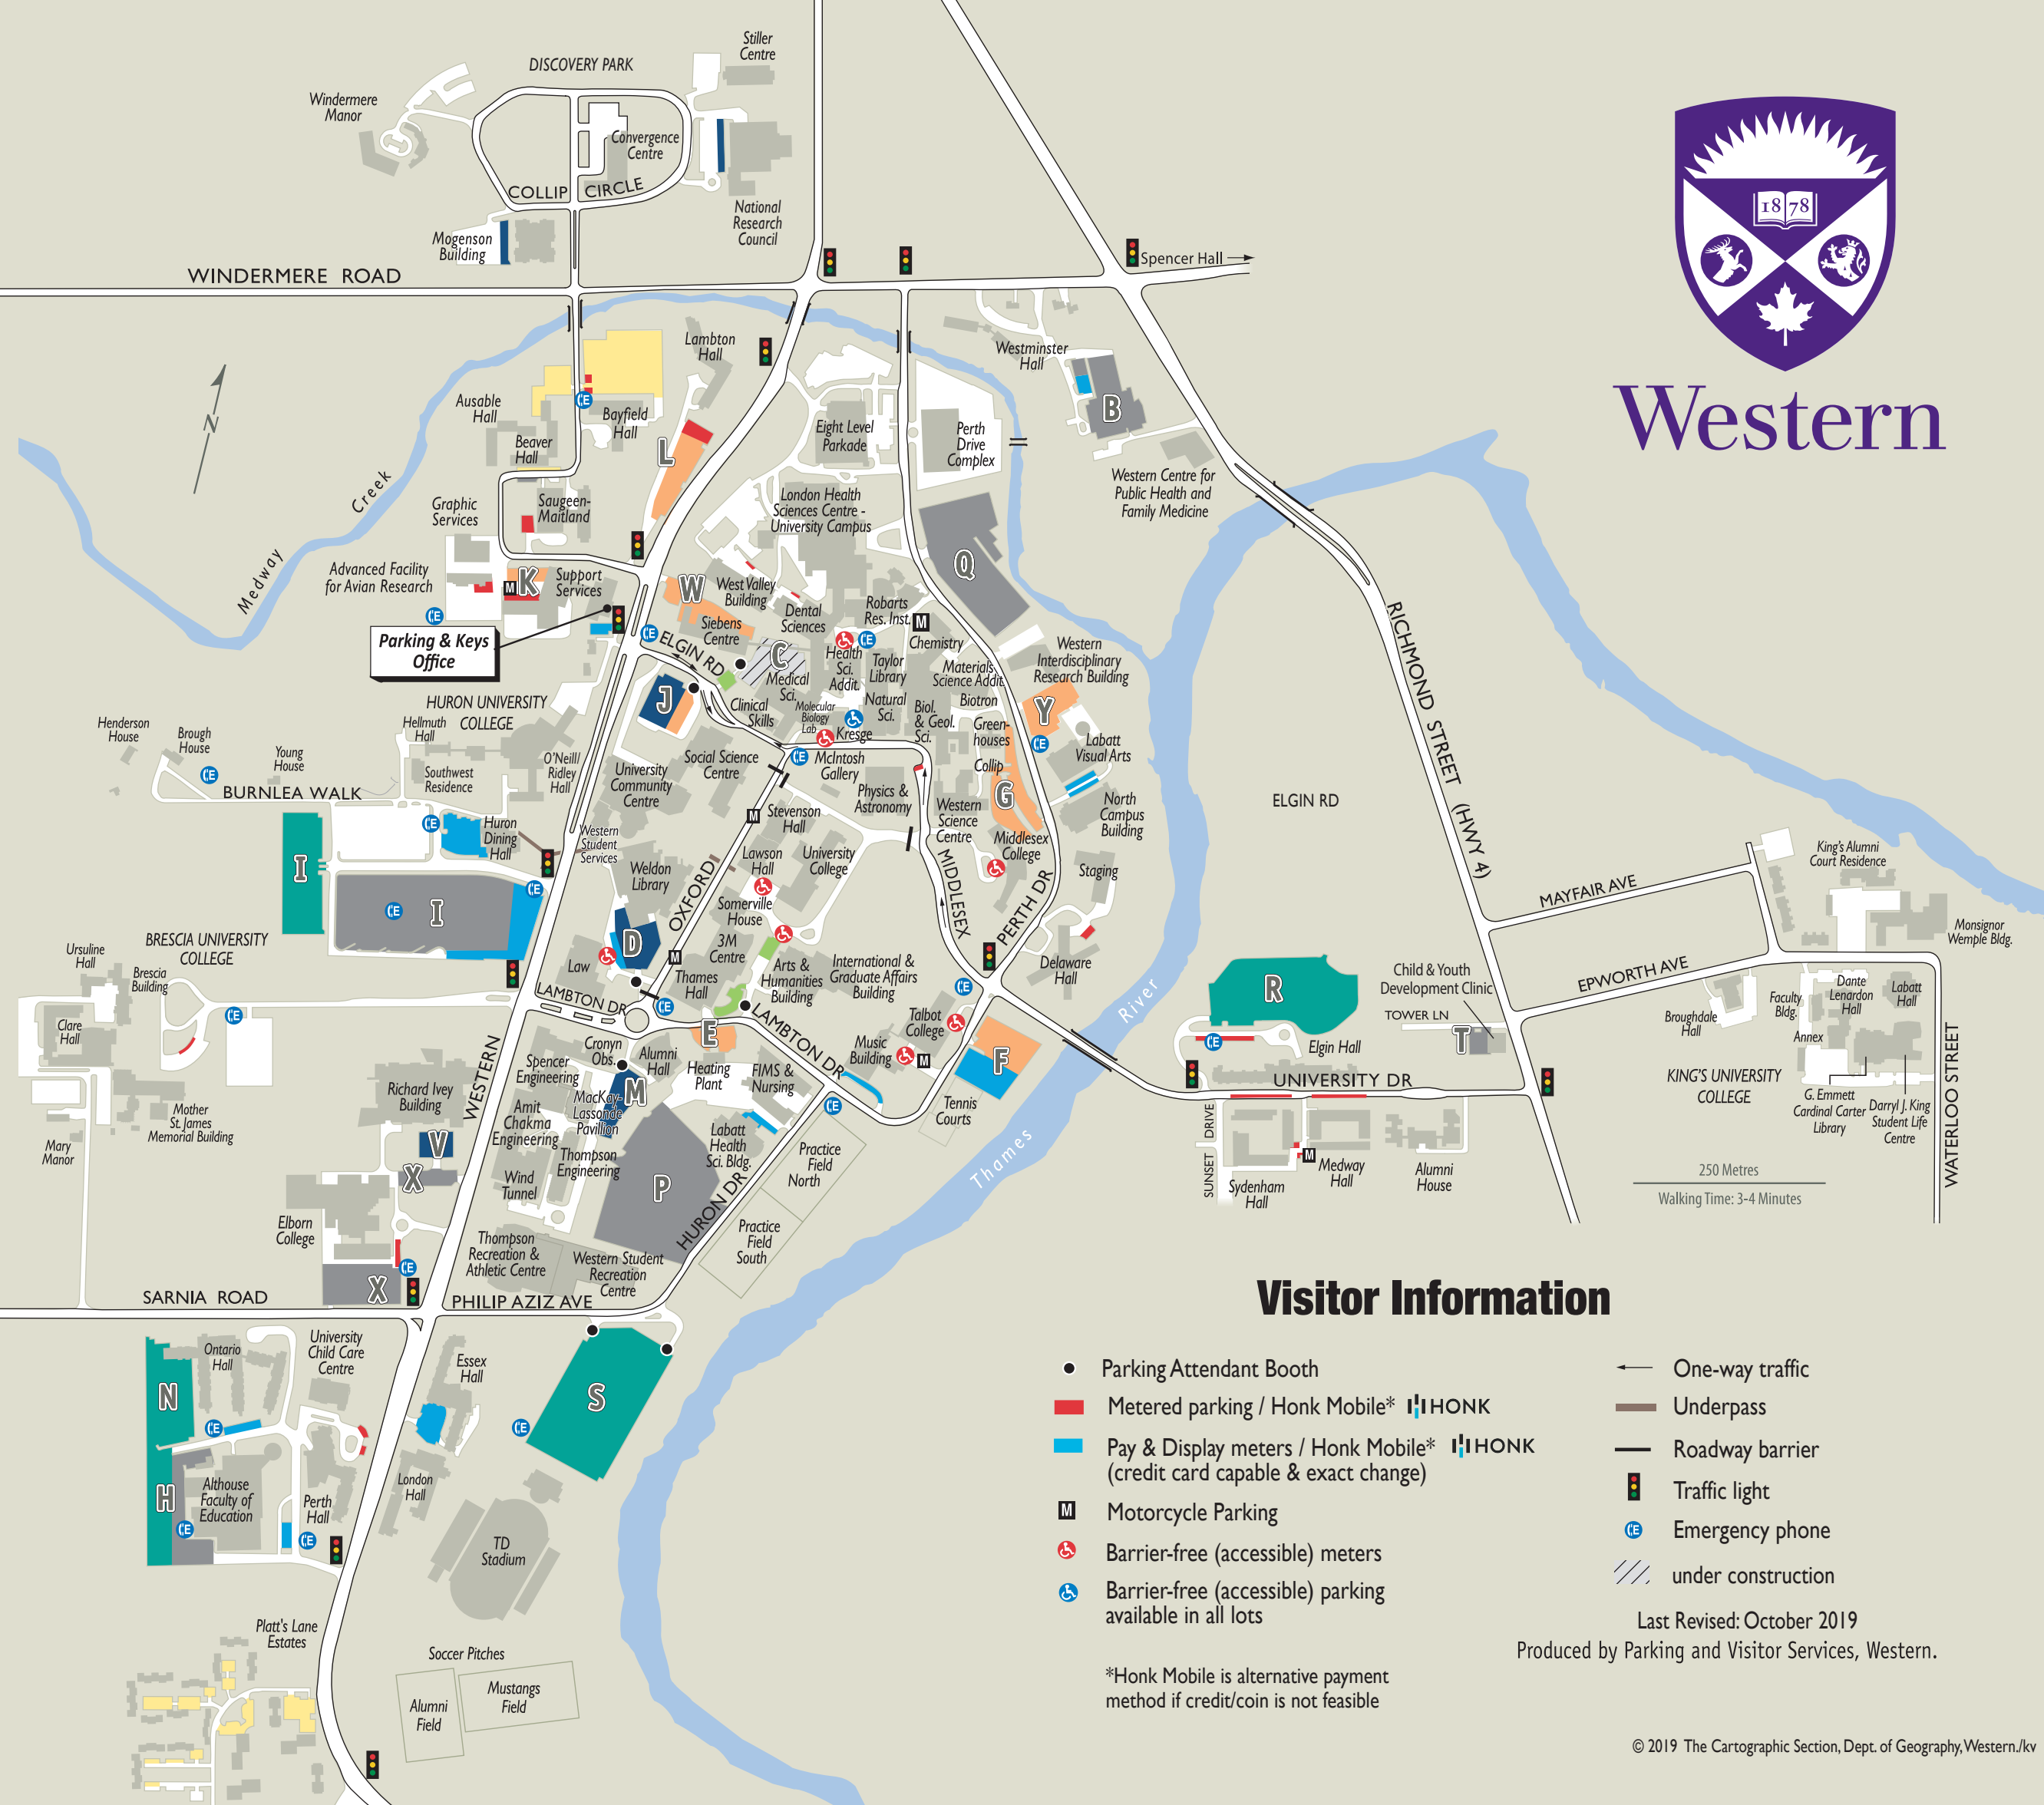 DISCOVERY PARK
Stiller
Centre
Windermere
Manor
Convergence
Centre
COLLIP CIRCLE
National
Research
Council
Mogenson
Building
WINDERMERE ROAD
Spencer Hall
1878
Western
Lambton
Hall
Westminster
Hall
B
Ausable
Hall
Bayfield
Hall
Beaver
Hall
L
Eight Level
Parkade
Perth
Drive
Complex
Western Centre for
Public Health and
Family Medicine
N
Creek
Medway
Graphic
Services
Saugeen-
Maitland
London Health
Sciences Centre -
University Campus
Q
Advanced Facility
for Avian Research
M
K
Support
Services
W
West Valley
Building
Dental
Sciences
Robarts
Res. Inst.
M
Parking & Keys
Office
Siebens
Centre
ELGIN RD
C
Medical
Sci.
Health
Sci.
Addit.
Taylor
Library
Chemistry
Materials
Science Addit.
Western
Interdisciplinary
Research Building
HURON UNIVERSITY
COLLEGE
J
Clinical
Skills
Molecular
Biology
Lab
Natural
Sci.
Kresge
Biol.
& Geol.
Sci.
Biotron
Green-
houses
Y
Henderson
House
Brough
House
Young
House
Hellmuth
Hall
Southwest
Residence
O'Neill/
Ridley
Hall
BURNLEA WALK
University
Community
Centre
Social Science
Centre
McIntosh
Gallery
Collip
Labatt
Visual Arts
RICHMOND STREET (HWY 4)
ELGIN RD
Physics &
Astronomy
Western
Science
Centre
G
North
Campus
Building
M
Stevenson
Hall
Middlesex
College
Huron
Dining
Hall
Western
Student
Services
I
I
Weldon
Library
Lawson
Hall
University
College
Staging
OXFORD
MIDDLESEX
PERTH DR
Somerville
House
D
Law
3M
Centre
M
Thames
Hall
Arts &
Humanities
Building
International &
Graduate Affairs
Building
Delaware
Hall
River
MAYFAIR AVE
King's Alumni
Court Residence
Monsignor
Wemple Bldg.
BRESCIA UNIVERSITY
COLLEGE
Ursuline
Hall
Brescia
Building
Clare
Hall
LAMBTON DR
LAMBTON DR
E
Talbot
College
Music
Building
M
F
R
Child & Youth
Development Clinic
TOWER LN
T
EPWORTH AVE
Broughdale
Hall
Faculty
Bldg.
Dante
Lenardon
Hall
Labatt
Hall
Annex
Elgin Hall
UNIVERSITY DR
KING'S UNIVERSITY
COLLEGE
G. Emmett
Cardinal Carter
Library
Darryl J. King
Student Life
Centre
WATERLOO STREET
Cronyn
Obs.
Alumni
Hall
Spencer
Engineering
Heating
Plant
FIMS &
Nursing
M
MacKay-
Lassonde
Pavilion
Amit
Chakma
Engineering
Thompson
Engineering
Labatt
Health
Sci. Bldg.
Tennis
Courts
Practice
Field
North
Thames
WESTERN
Richard Ivey
Building
V
X
Mother
St. James
Memorial Building
Mary
Manor
Wind
Tunnel
P
HURON DR
Practice
Field
South
SUNSET DRIVE
Sydenham
Hall
M
Medway
Hall
Alumni
House
250 Metres
Walking Time: 3-4 Minutes
Elborn
College
X
Thompson
Recreation &
Athletic Centre
Western Student
Recreation
Centre
SARNIA ROAD
PHILIP AZIZ AVE
Ontario
Hall
University
Child Care
Centre
Essex
Hall
N
S
H
Althouse
Faculty of
Education
Perth
Hall
London
Hall
TD
Stadium
Platt's Lane
Estates
Soccer Pitches
Alumni
Field
Mustangs
Field
Visitor Information
Parking Attendant Booth
Metered parking / Honk Mobile* HONK
Pay & Display meters / Honk Mobile* HONK
(credit card capable & exact change)
M Motorcycle Parking
Barrier-free (accessible) meters
Barrier-free (accessible) parking
available in all lots
*Honk Mobile is alternative payment
method if credit/coin is not feasible
One-way traffic
Underpass
Roadway barrier
Traffic light
Emergency phone
under construction
Last Revised: October 2019
Produced by Parking and Visitor Services, Western.
© 2019 The Cartographic Section, Dept. of Geography, Western./kv